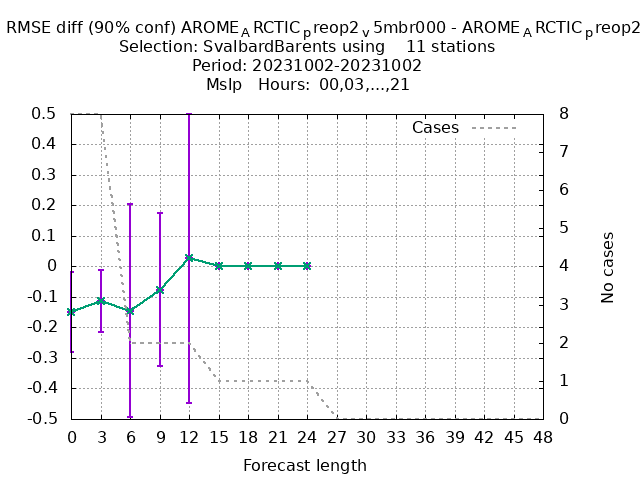 RMSE diff (90% conf) AROME_ARCTIC_preop2_v5mbr000 - AROME_ARCTIC_preop2
Selection: SvalbardBarents using 11 stations
Period: 20231002-20231002
Mslp Hours: 00,03,...,21
Cases
0.5
0.4
0.3
0.2
0.1
0
-0.1
-0.2
-0.3
-0.4
-0.5
8
7
6
5
4
3
2
1
0
No cases
0 3 6 9 12 15 18 21 24 27 30 33 36 39 42 45 48
Forecast length